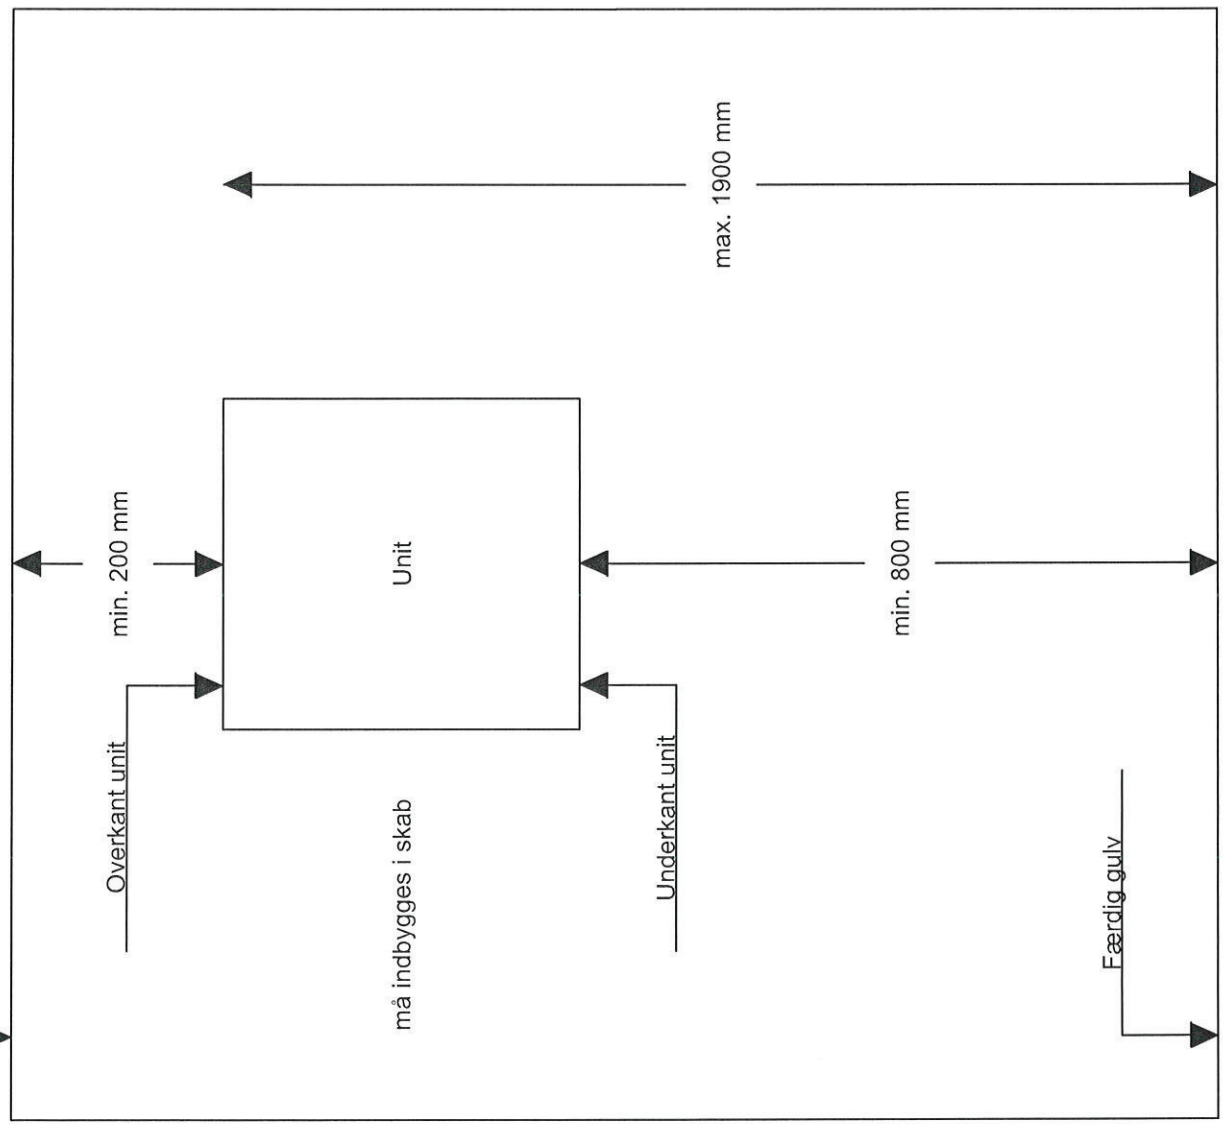 Overkant unit
min. 200 mm
må indbygges i skab
Unit
Underkant unit
max. 1900 mm
min. 800 mm
Færdig gulv